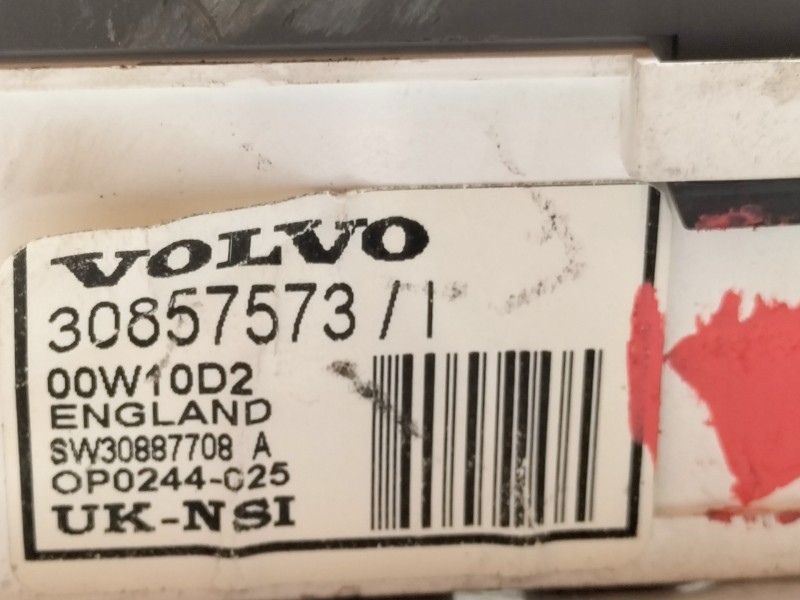 VOLVO
30857573 / I
00W10D2
ENGLAND
SW30887708 A
OP0244-025
UK-NSI